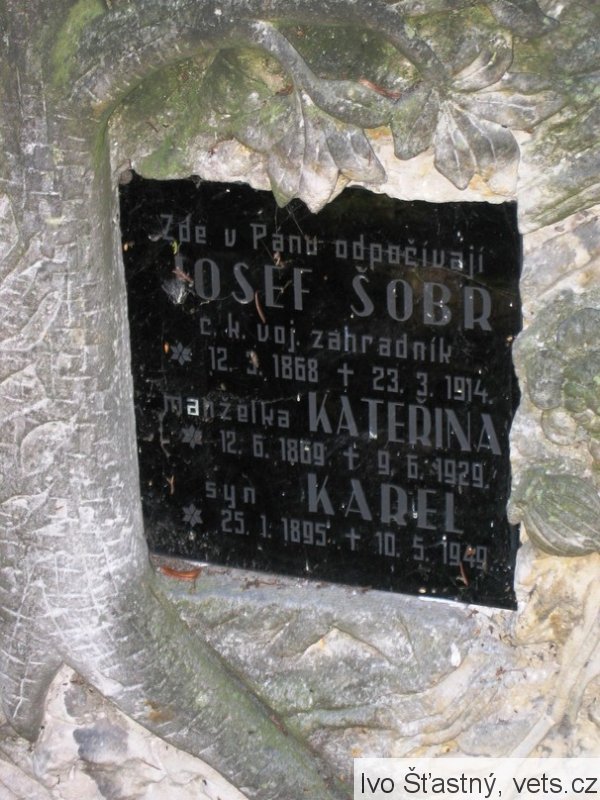 Zde v Pánu odpočívají
JOSEF ŠOBR
c. k. voj. zahradník
* 12. 3. 1868 + 23. 3. 1914.
manželka KATEŘINA
* 12. 6. 1869 + 9. 6. 1929.
syn KAREL
* 25. 1. 1895 + 10. 5. 1949
Ivo Šťastný, vets.cz